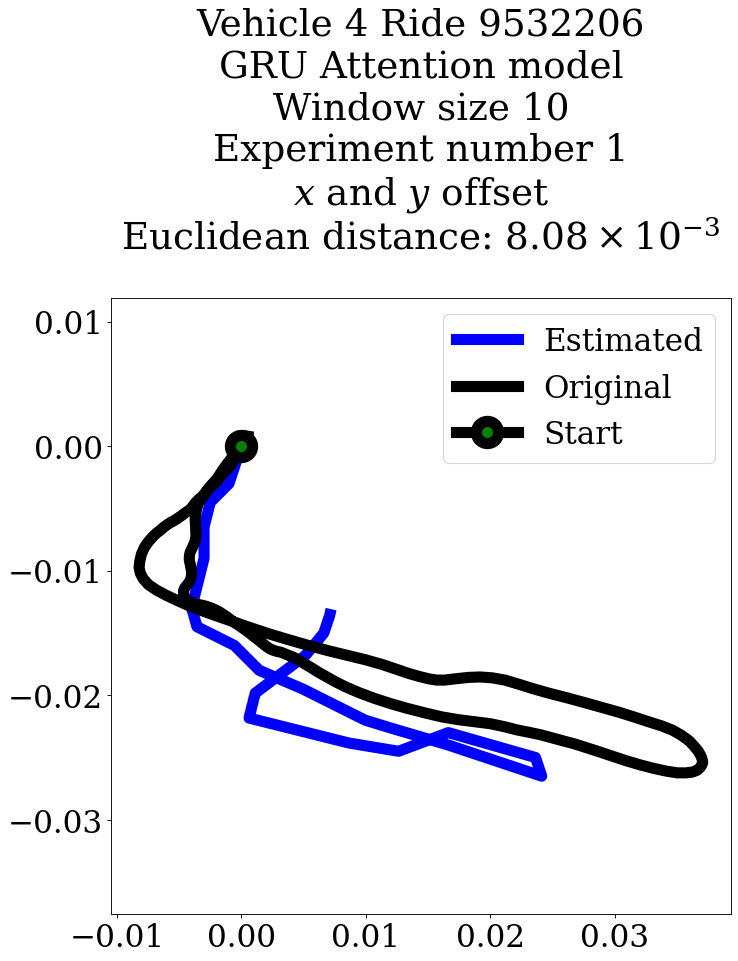 Vehicle 4 Ride 9532206
GRU Attention model
Window size 10
Experiment number 1
x and y offset
Euclidean distance: 8.08 × 10⁻³
Estimated
Original
Start
0.01
0.00
−0.01
−0.02
−0.03
−0.01 0.00 0.01 0.02 0.03